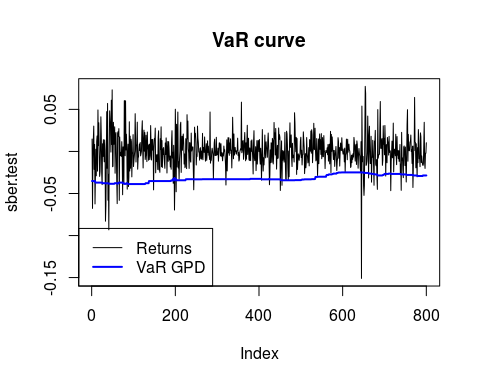 VaR curve
sber.test
0.05
-0.05
-0.15
Returns
VaR GPD
0 200 400 600 800
Index